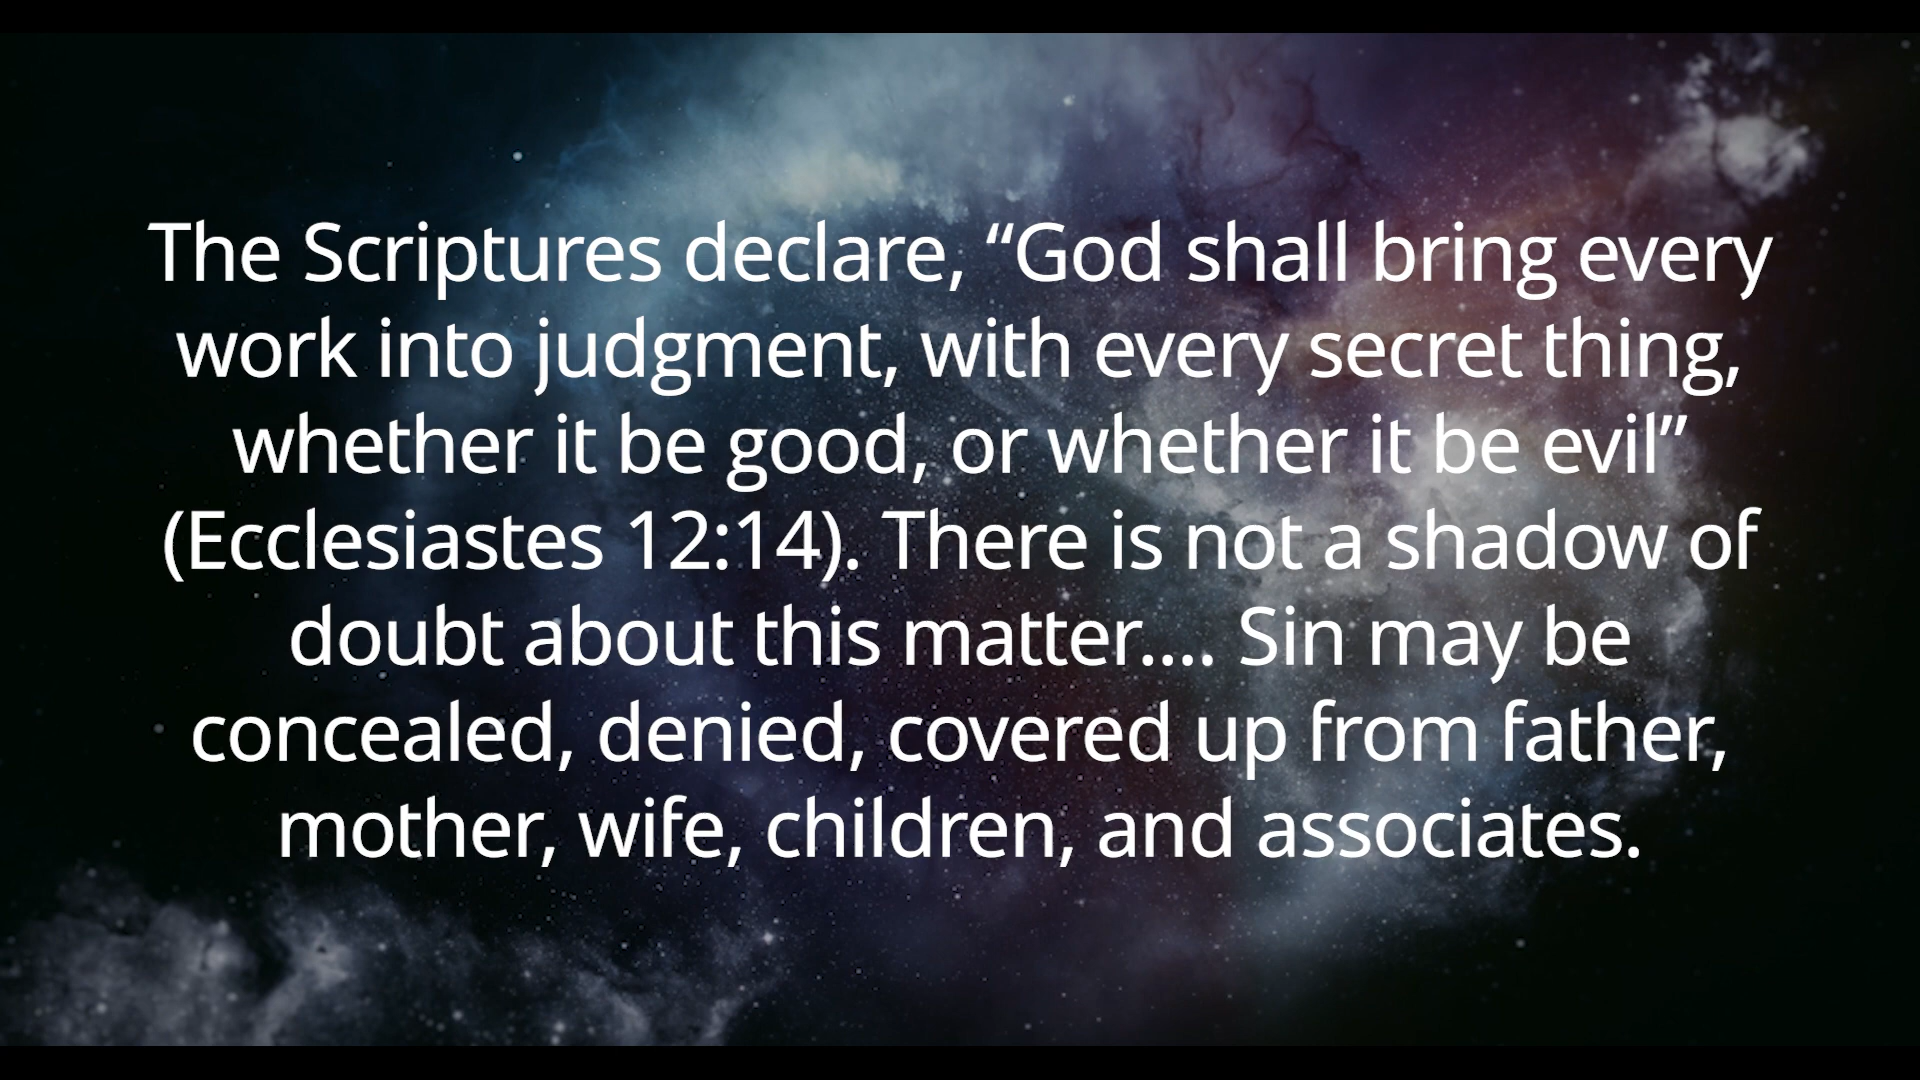 The Scriptures declare, “God shall bring every
work into judgment, with every secret thing,
whether it be good, or whether it be evil”
(Ecclesiastes 12:14). There is not a shadow of
doubt about this matter.... Sin may be
concealed, denied, covered up from father,
mother, wife, children, and associates.